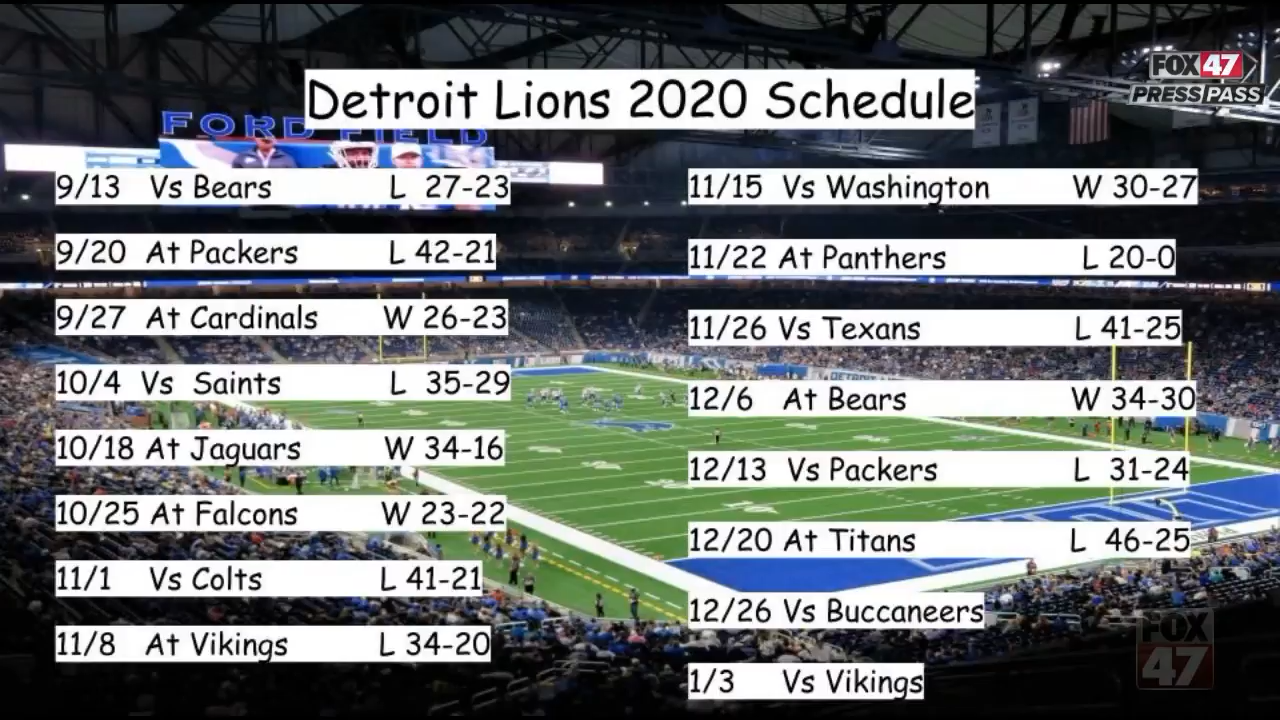 FOX 47
PRESS PASS
Detroit Lions 2020 Schedule
FORD FIELD
9/13 Vs Bears L 27-23
9/20 At Packers L 42-21
9/27 At Cardinals W 26-23
10/4 Vs Saints L 35-29
10/18 At Jaguars W 34-16
10/25 At Falcons W 23-22
11/1 Vs Colts L 41-21
11/8 At Vikings L 34-20
11/15 Vs Washington W 30-27
11/22 At Panthers L 20-0
11/26 Vs Texans L 41-25
12/6 At Bears W 34-30
12/13 Vs Packers L 31-24
12/20 At Titans L 46-25
12/26 Vs Buccaneers
1/3 Vs Vikings
FOX
47